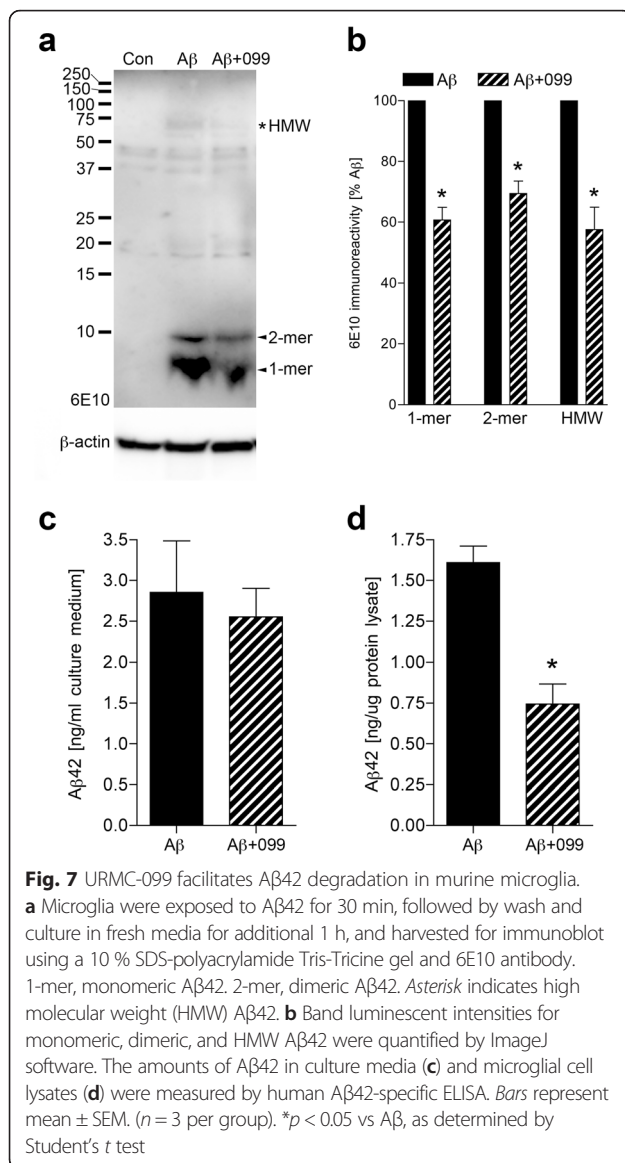 a
Con Aβ Aβ+099
250
150
100
75
50
37
25
20
15
10
*HMW
2-mer
1-mer
6E10
β-actin
b
Aβ Aβ+099
6E10 immunoreactivity [% Aβ]
100
80
60
40
20
0
* * *
1-mer 2-mer HMW
c
Aβ42 [ng/ml culture medium]
3.5
3.0
2.5
2.0
1.5
1.0
0.5
0.0
Aβ Aβ+099
d
Aβ42 [ng/ug protein lysate]
1.75
1.50
1.25
1.00
0.75
0.50
0.25
0.00
*
Aβ Aβ+099
Fig. 7 URMC-099 facilitates Aβ42 degradation in murine microglia.
a Microglia were exposed to Aβ42 for 30 min, followed by wash and
culture in fresh media for additional 1 h, and harvested for immunoblot
using a 10 % SDS-polyacrylamide Tris-Tricine gel and 6E10 antibody.
1-mer, monomeric Aβ42. 2-mer, dimeric Aβ42. Asterisk indicates high
molecular weight (HMW) Aβ42. b Band luminescent intensities for
monomeric, dimeric, and HMW Aβ42 were quantified by ImageJ
software. The amounts of Aβ42 in culture media (c) and microglial cell
lysates (d) were measured by human Aβ42-specific ELISA. Bars represent
mean ± SEM. (n = 3 per group). *p < 0.05 vs Aβ, as determined by
Student's t test